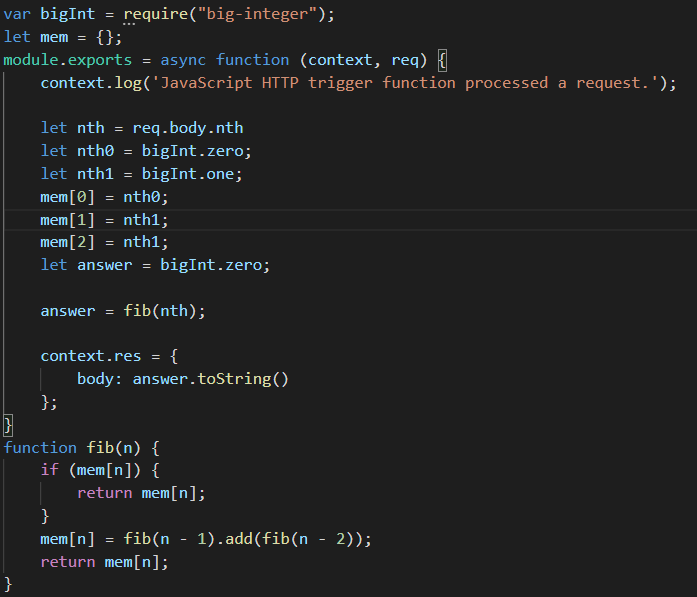 var bigInt = require("big-integer");
let mem = {};
module.exports = async function (context, req) {
    context.log('JavaScript HTTP trigger function processed a request.');

    let nth = req.body.nth
    let nth0 = bigInt.zero;
    let nth1 = bigInt.one;
    mem[0] = nth0;
    mem[1] = nth1;
    mem[2] = nth1;
    let answer = bigInt.zero;

    answer = fib(nth);

    context.res = {
        body: answer.toString()
    };
}
function fib(n) {
    if (mem[n]) {
        return mem[n];
    }
    mem[n] = fib(n - 1).add(fib(n - 2));
    return mem[n];
}